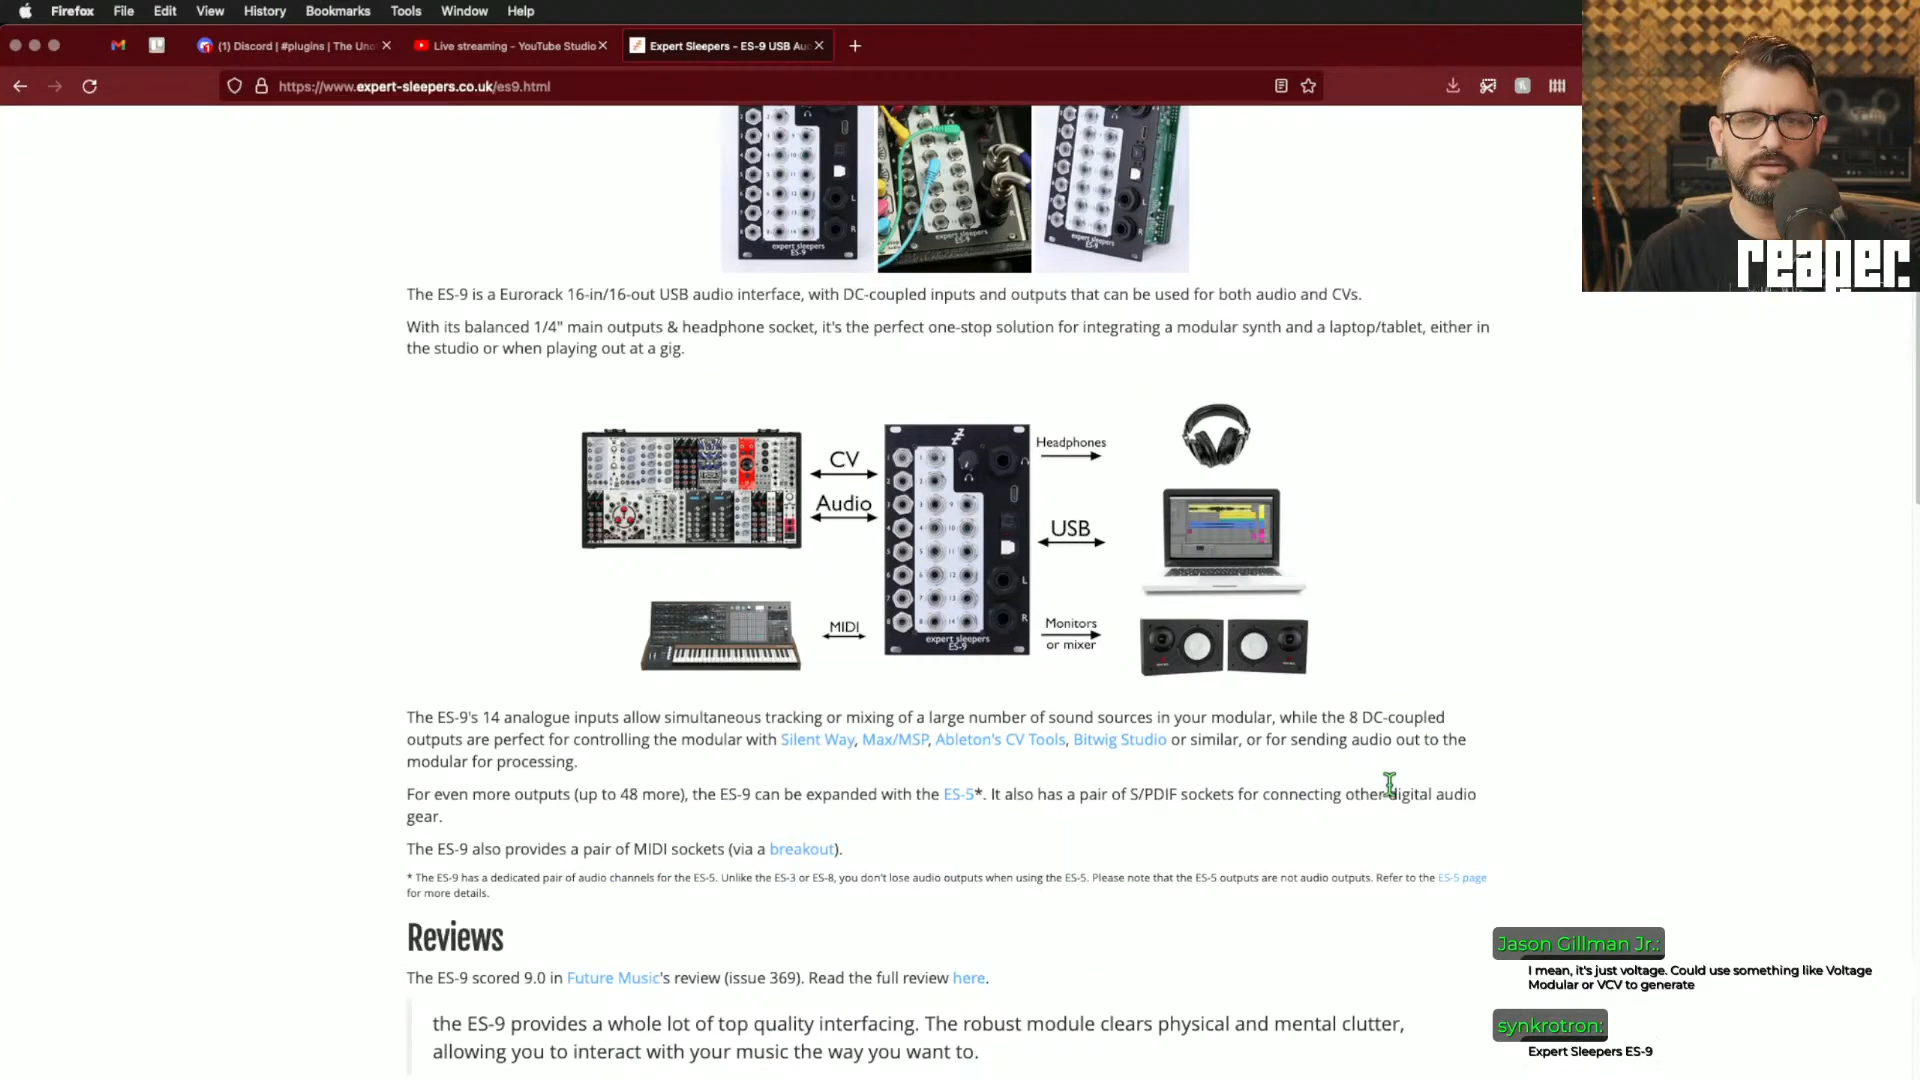 Firefox File Edit View History Bookmarks Tools Window Help
(1) Discord | #plugins | The Uno
Live streaming - YouTube Studio
Expert Sleepers - ES-9 USB Au
https://www.expert-sleepers.co.uk/es9.html
expert sleepers
ES-9
reaper.
The ES-9 is a Eurorack 16-in/16-out USB audio interface, with DC-coupled inputs and outputs that can be used for both audio and CVs.
With its balanced 1/4" main outputs & headphone socket, it's the perfect one-stop solution for integrating a modular synth and a laptop/tablet, either in
the studio or when playing out at a gig.
CV
Audio
MIDI
Headphones
USB
Monitors
or mixer
expert sleepers
ES-9
The ES-9's 14 analogue inputs allow simultaneous tracking or mixing of a large number of sound sources in your modular, while the 8 DC-coupled
outputs are perfect for controlling the modular with Silent Way, Max/MSP, Ableton's CV Tools, Bitwig Studio or similar, or for sending audio out to the
modular for processing.
For even more outputs (up to 48 more), the ES-9 can be expanded with the ES-5*. It also has a pair of S/PDIF sockets for connecting other digital audio
gear.
The ES-9 also provides a pair of MIDI sockets (via a breakout).
* The ES-9 has a dedicated pair of audio channels for the ES-5. Unlike the ES-3 or ES-8, you don't lose audio outputs when using the ES-5. Please note that the ES-5 outputs are not audio outputs. Refer to the ES-5 page
for more details.
Reviews
The ES-9 scored 9.0 in Future Music's review (issue 369). Read the full review here.
the ES-9 provides a whole lot of top quality interfacing. The robust module clears physical and mental clutter,
allowing you to interact with your music the way you want to.
Jason Gillman Jr.:
I mean, it's just voltage. Could use something like Voltage
Modular or VCV to generate
synkrotron:
Expert Sleepers ES-9